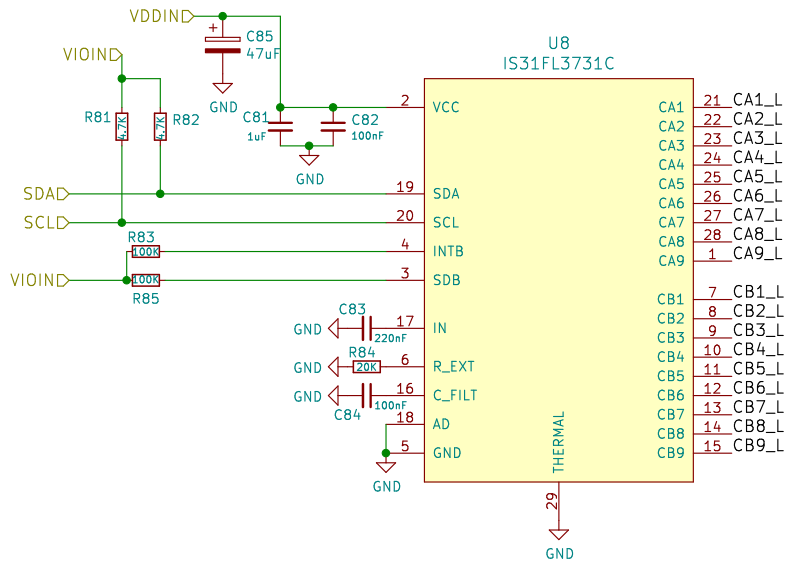 VDDIN
+
C85
47uF
GND
VIOIN
R81
4.7K
4.7K
R82
C81
1uF
C82
100nF
GND
SDA
SCL
R83
100K
VIOIN
100K
R85
C83
GND
220nF
R84
GND
20K
GND
C84
100nF
GND
U8
IS31FL3731C
2 VCC
19 SDA
20 SCL
4 INTB
3 SDB
17 IN
6 R_EXT
16 C_FILT
18 AD
5 GND
THERMAL
29
GND
CA1 21 CA1_L
CA2 22 CA2_L
CA3 23 CA3_L
CA4 24 CA4_L
CA5 25 CA5_L
CA6 26 CA6_L
CA7 27 CA7_L
CA8 28 CA8_L
CA9 1 CA9_L
CB1 7 CB1_L
CB2 8 CB2_L
CB3 9 CB3_L
CB4 10 CB4_L
CB5 11 CB5_L
CB6 12 CB6_L
CB7 13 CB7_L
CB8 14 CB8_L
CB9 15 CB9_L